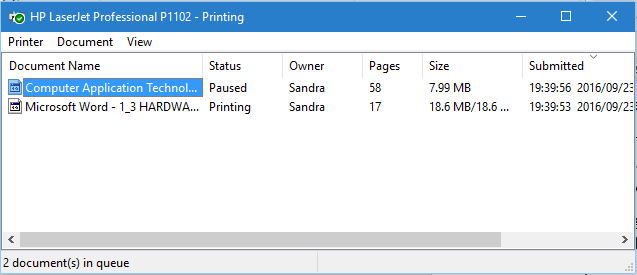 HP LaserJet Professional P1102 - Printing
Printer Document View
Document Name Status Owner Pages Size Submitted
Computer Application Technol... Paused Sandra 58 7.99 MB 19:39:56 2016/09/23
Microsoft Word - 1_3 HARDWA... Printing Sandra 17 18.6 MB/18.6 ... 19:39:53 2016/09/23
2 document(s) in queue